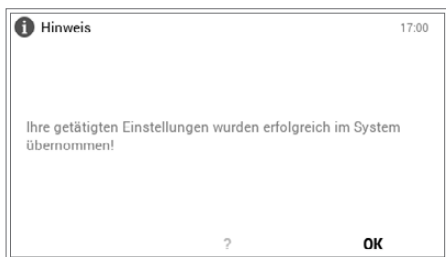 Hinweis 17:00
Ihre getätigten Einstellungen wurden erfolgreich im System
übernommen!
? OK